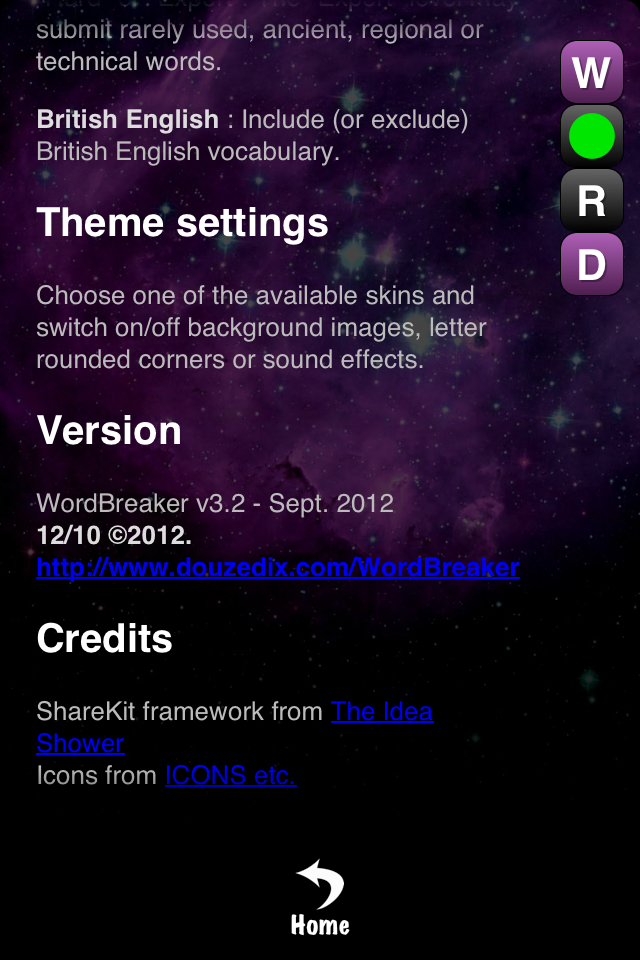 submit rarely used, ancient, regional or
technical words.
British English : Include (or exclude)
British English vocabulary.
Theme settings
Choose one of the available skins and
switch on/off background images, letter
rounded corners or sound effects.
Version
WordBreaker v3.2 - Sept. 2012
12/10 ©2012.
http://www.douzedix.com/WordBreaker
Credits
ShareKit framework from The Idea
Shower
Icons from ICONS etc.
W
R
D
Home